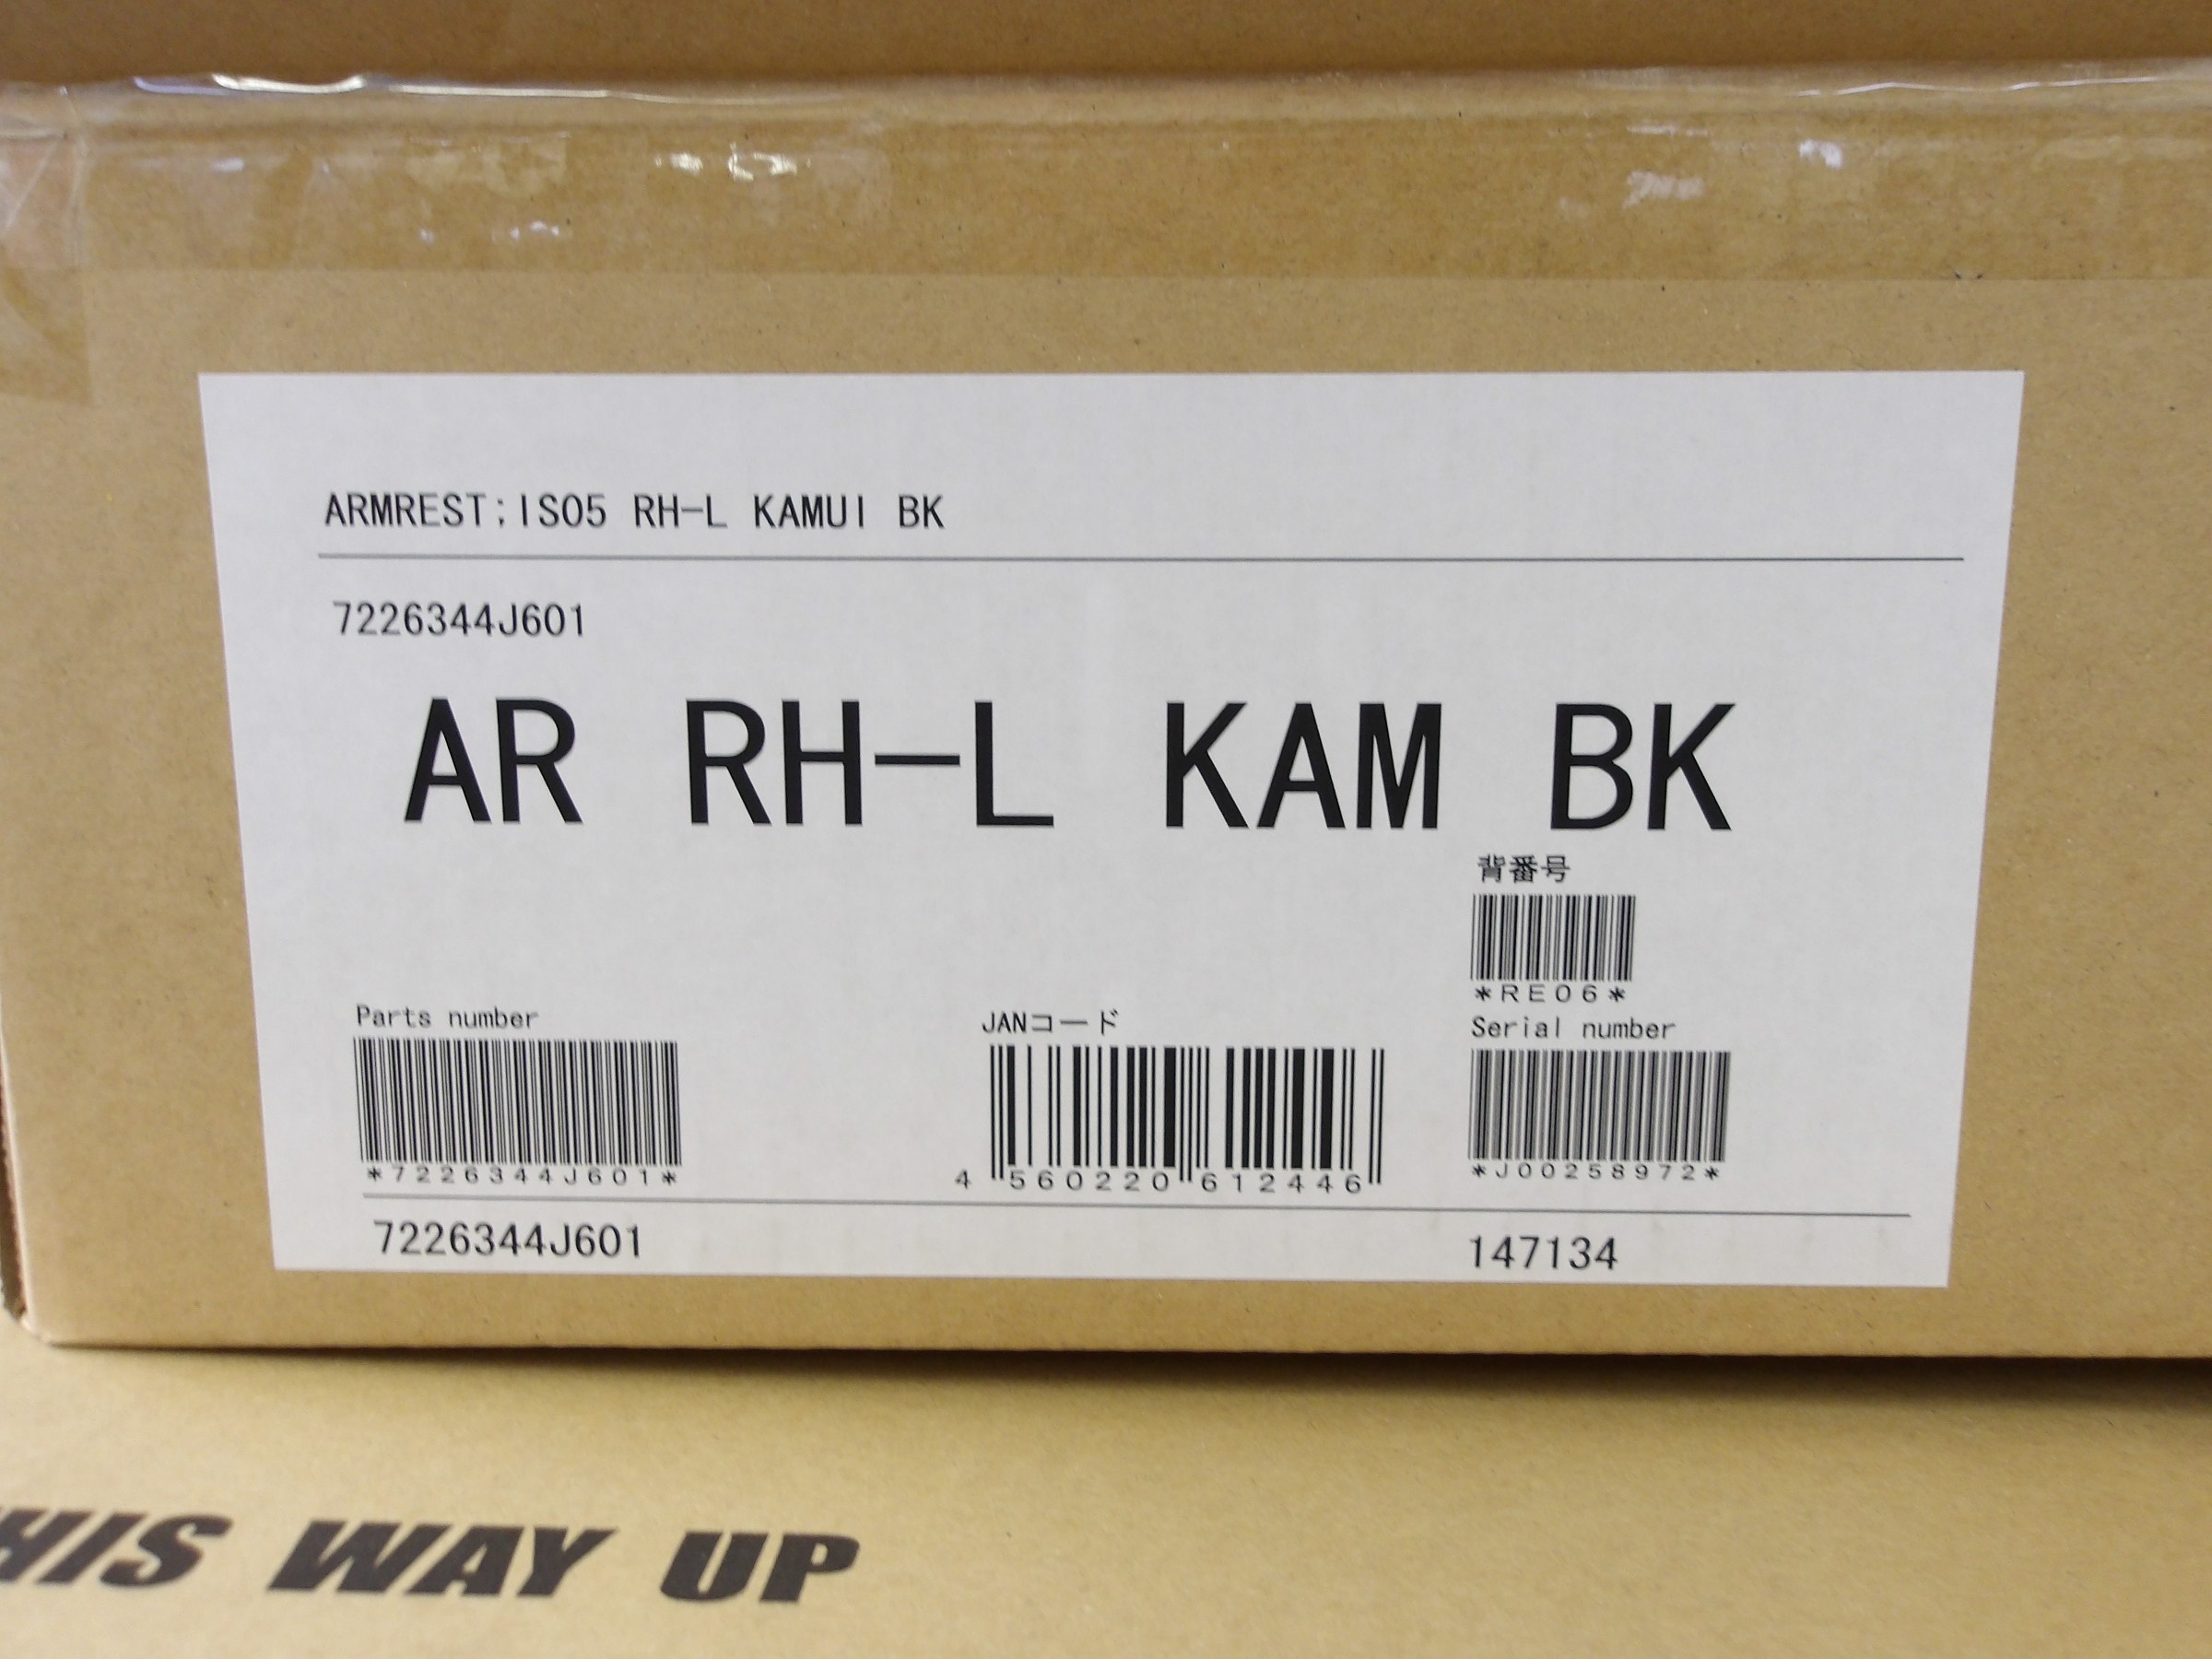 ARMREST;ISO5 RH-L KAMUI BK
7226344J601
AR RH-L KAM BK
背番号
*RE06*
Parts number
JANコード
Serial number
*7226344J601*
4 560220 612446
*J00258972*
7226344J601
147134
HIS WAY UP